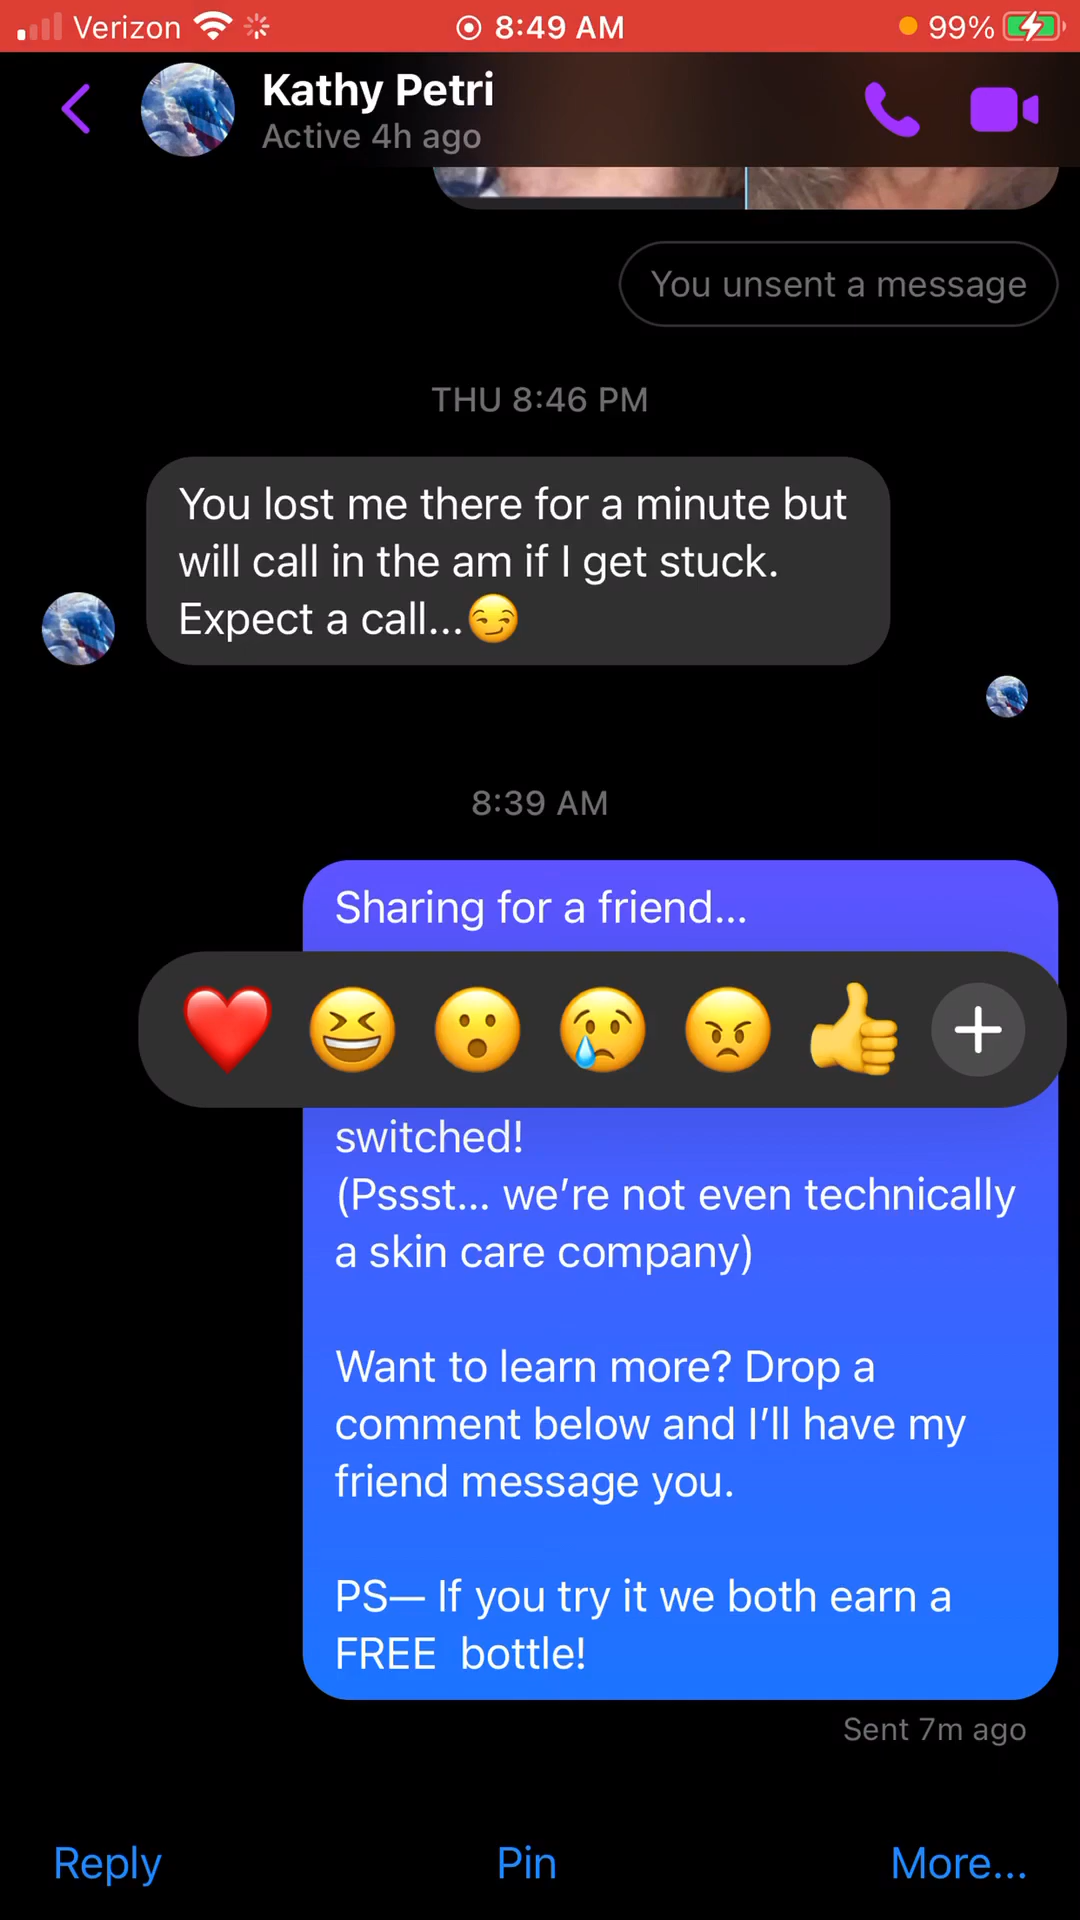 Verizon 8:49 AM 99%
Kathy Petri
Active 4h ago
You unsent a message
THU 8:46 PM
You lost me there for a minute but
will call in the am if I get stuck.
Expect a call...😏
8:39 AM
Sharing for a friend...
switched!
(Pssst... we’re not even technically
a skin care company)
Want to learn more? Drop a
comment below and I’ll have my
friend message you.
PS— If you try it we both earn a
FREE  bottle!
Sent 7m ago
Reply Pin More...